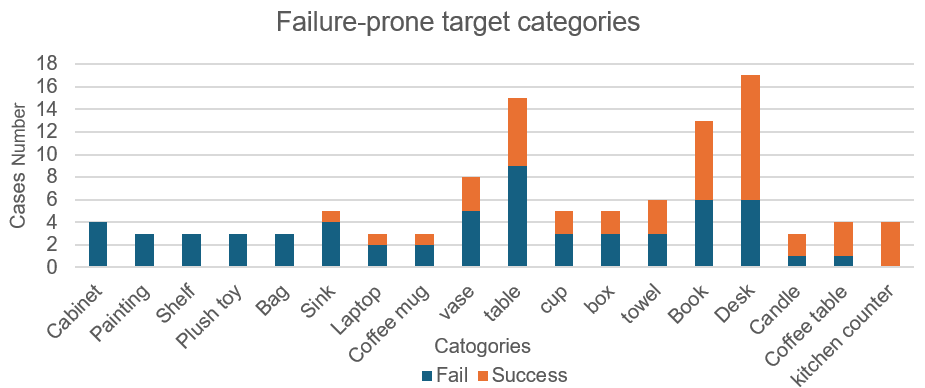 Failure-prone target categories
Cases Number
18
16
14
12
10
8
6
4
2
0
Cabinet
Painting
Shelf
Plush toy
Bag
Sink
Laptop
Coffee mug
vase
table
cup
box
towel
Book
Desk
Candle
Coffee table
kitchen counter
Catogories
Fail Success